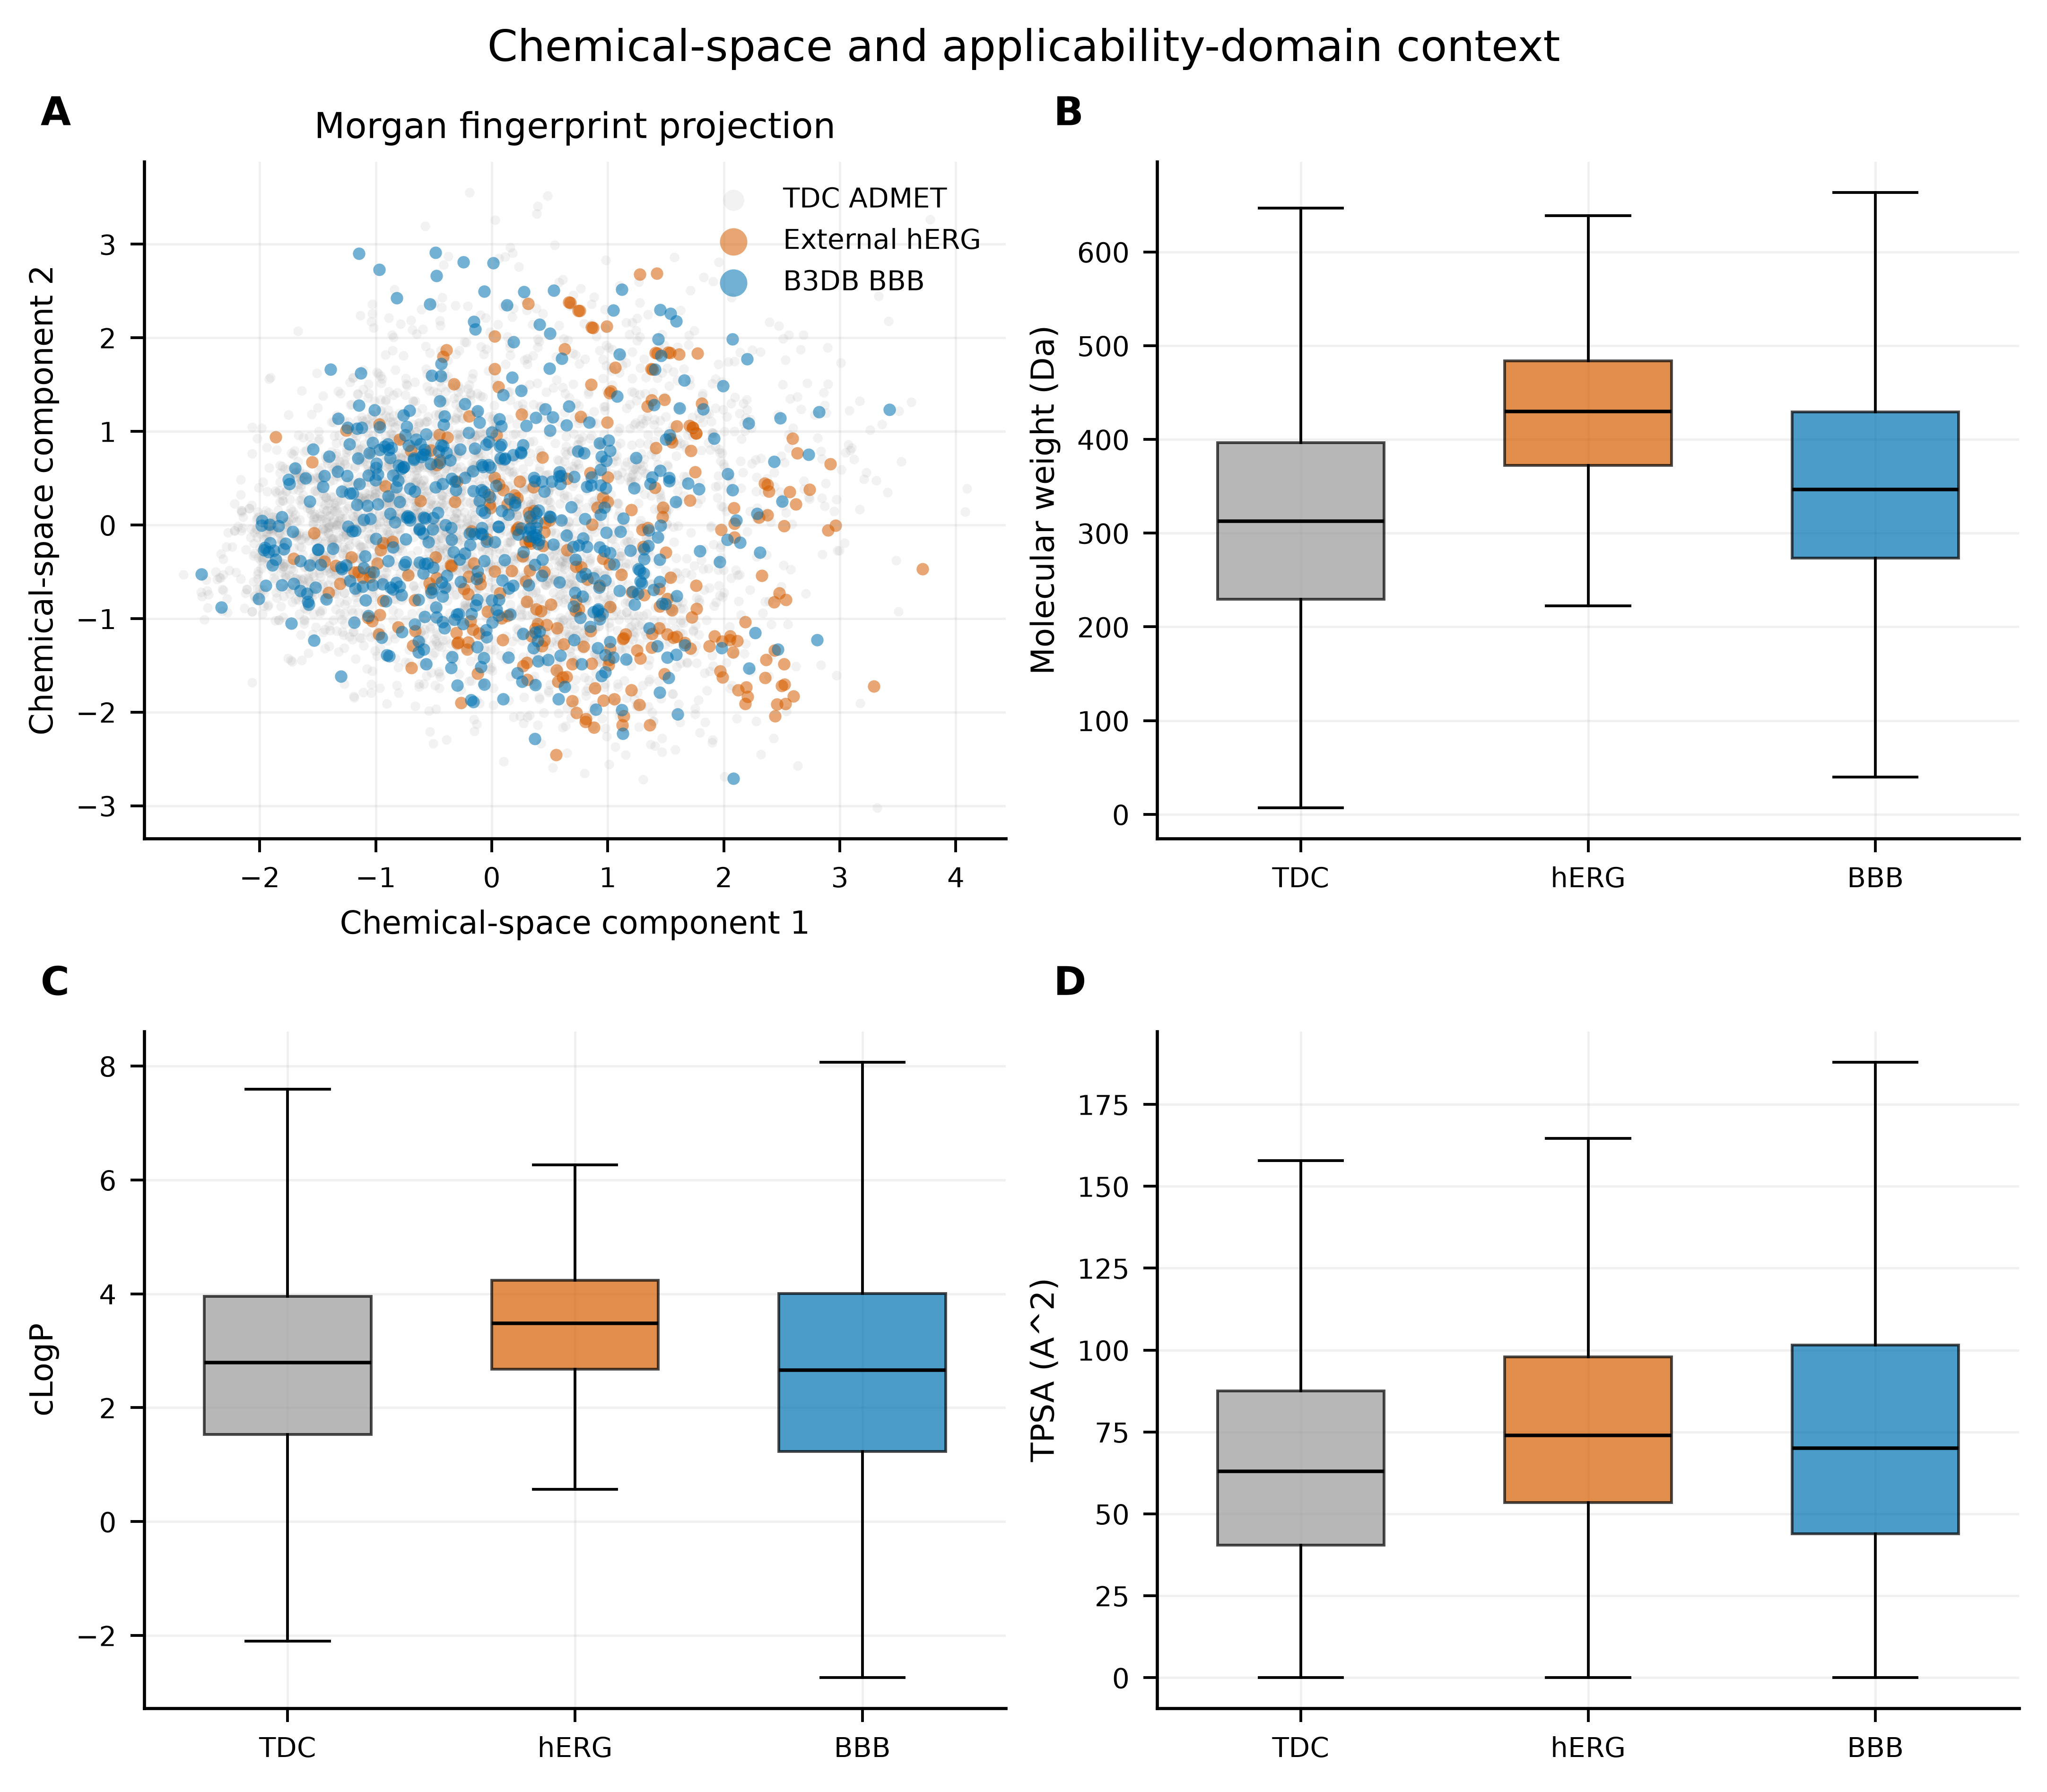 Chemical-space and applicability-domain context
A
Morgan fingerprint projection
TDC ADMET
External hERG
B3DB BBB
Chemical-space component 2
3
2
1
0
−1
−2
−3
−2
−1
0
1
2
3
4
Chemical-space component 1
B
Molecular weight (Da)
600
500
400
300
200
100
0
TDC
hERG
BBB
C
cLogP
8
6
4
2
0
−2
TDC
hERG
BBB
D
TPSA (A^2)
175
150
125
100
75
50
25
0
TDC
hERG
BBB